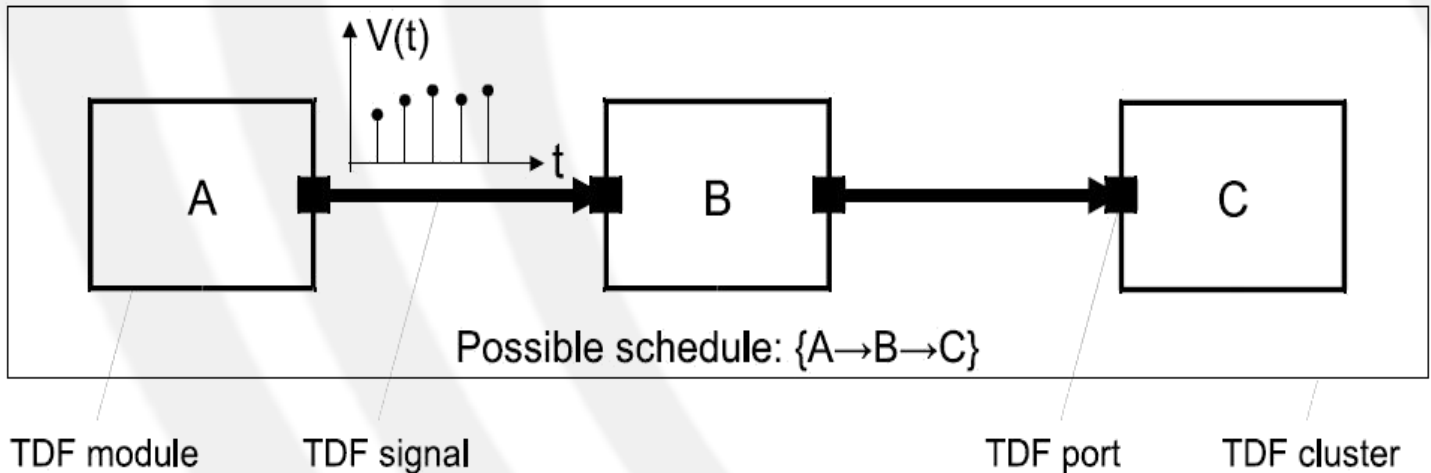 V(t)
t
A
B
C
Possible schedule: {A→B→C}
TDF module
TDF signal
TDF port
TDF cluster